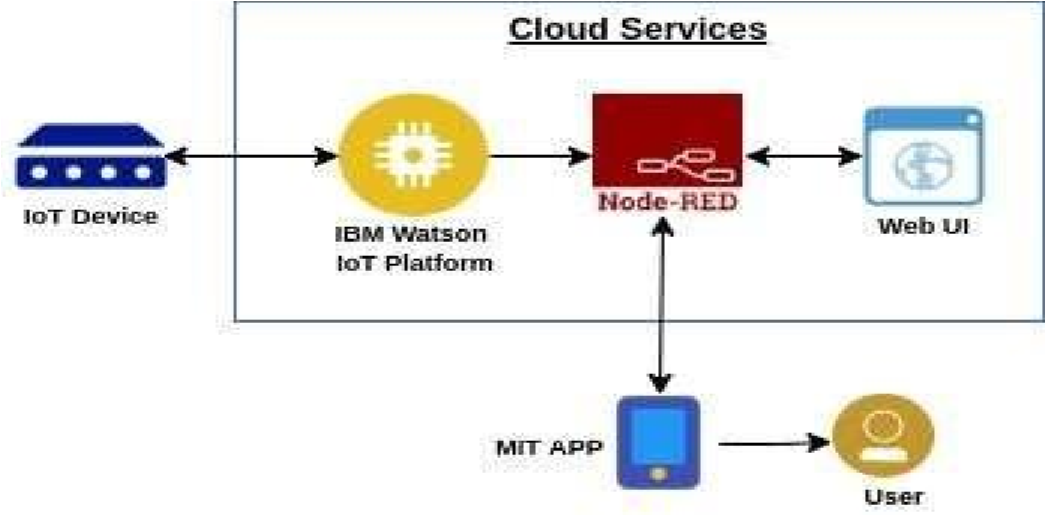 Cloud Services
IoT Device
IBM Watson
IoT Platform
Node-RED
Web UI
MIT APP
User